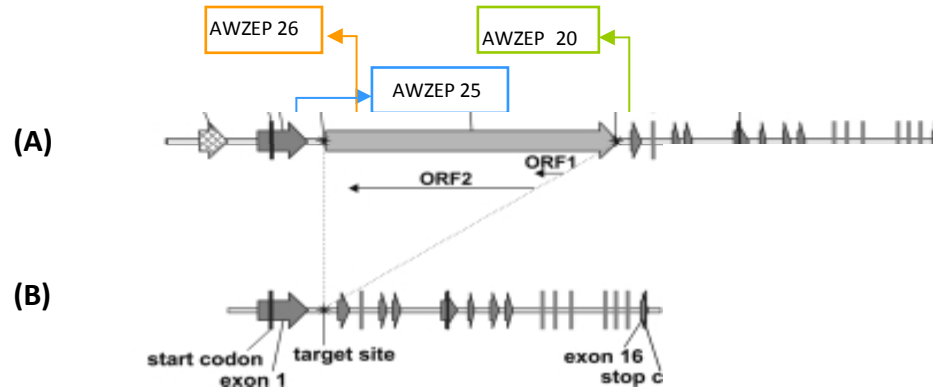 AWZEP 26
AWZEP 20
AWZEP 25
(A)
ORF1
ORF2
(B)
start codon
target site
exon 1
exon 16
stop c